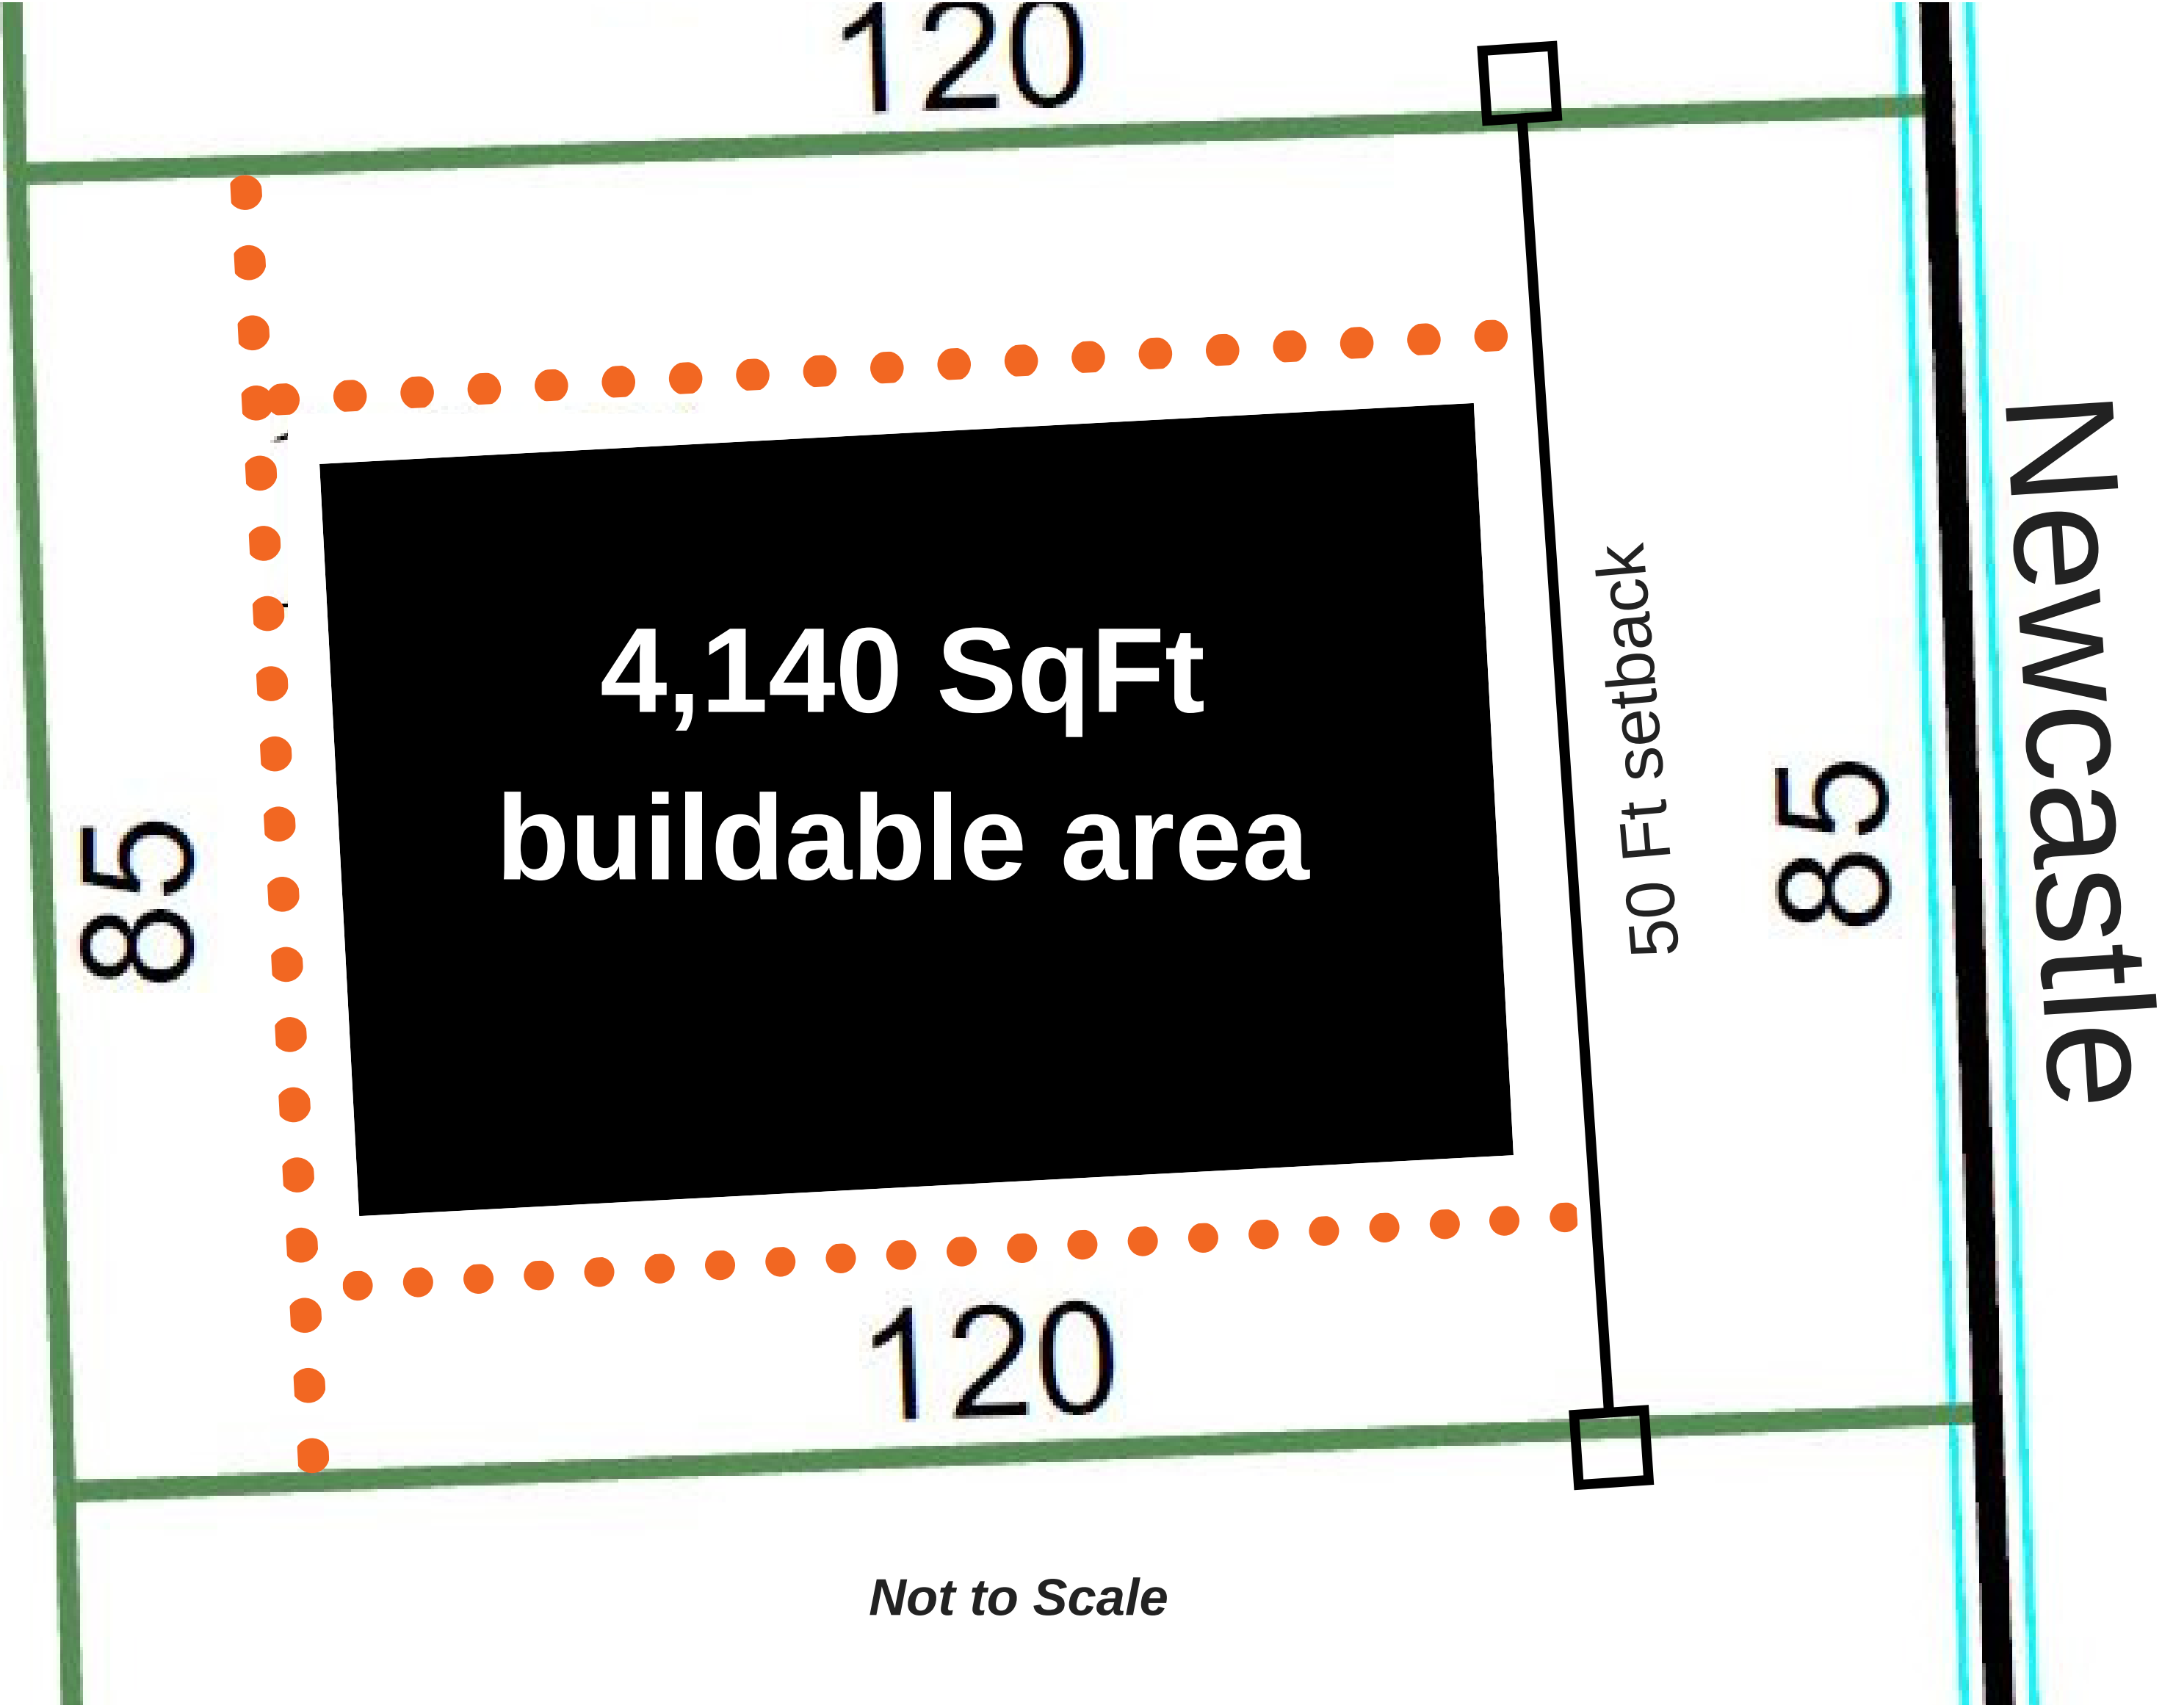 120
Newcastle
4,140 SqFt
buildable area
50 Ft setback
85
85
120
Not to Scale